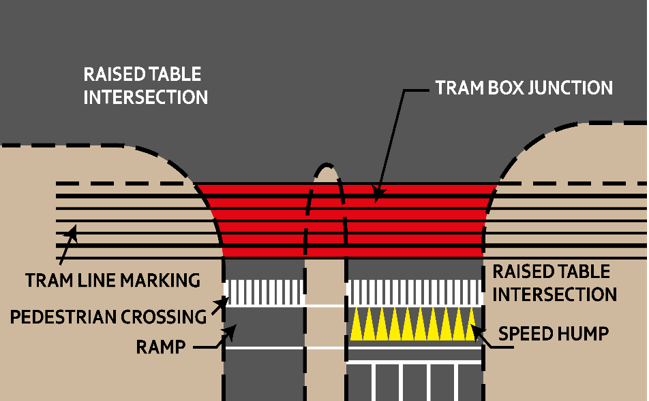 RAISED TABLE
INTERSECTION
TRAM BOX JUNCTION
TRAM LINE MARKING
PEDESTRIAN CROSSING
RAMP
RAISED TABLE
INTERSECTION
SPEED HUMP